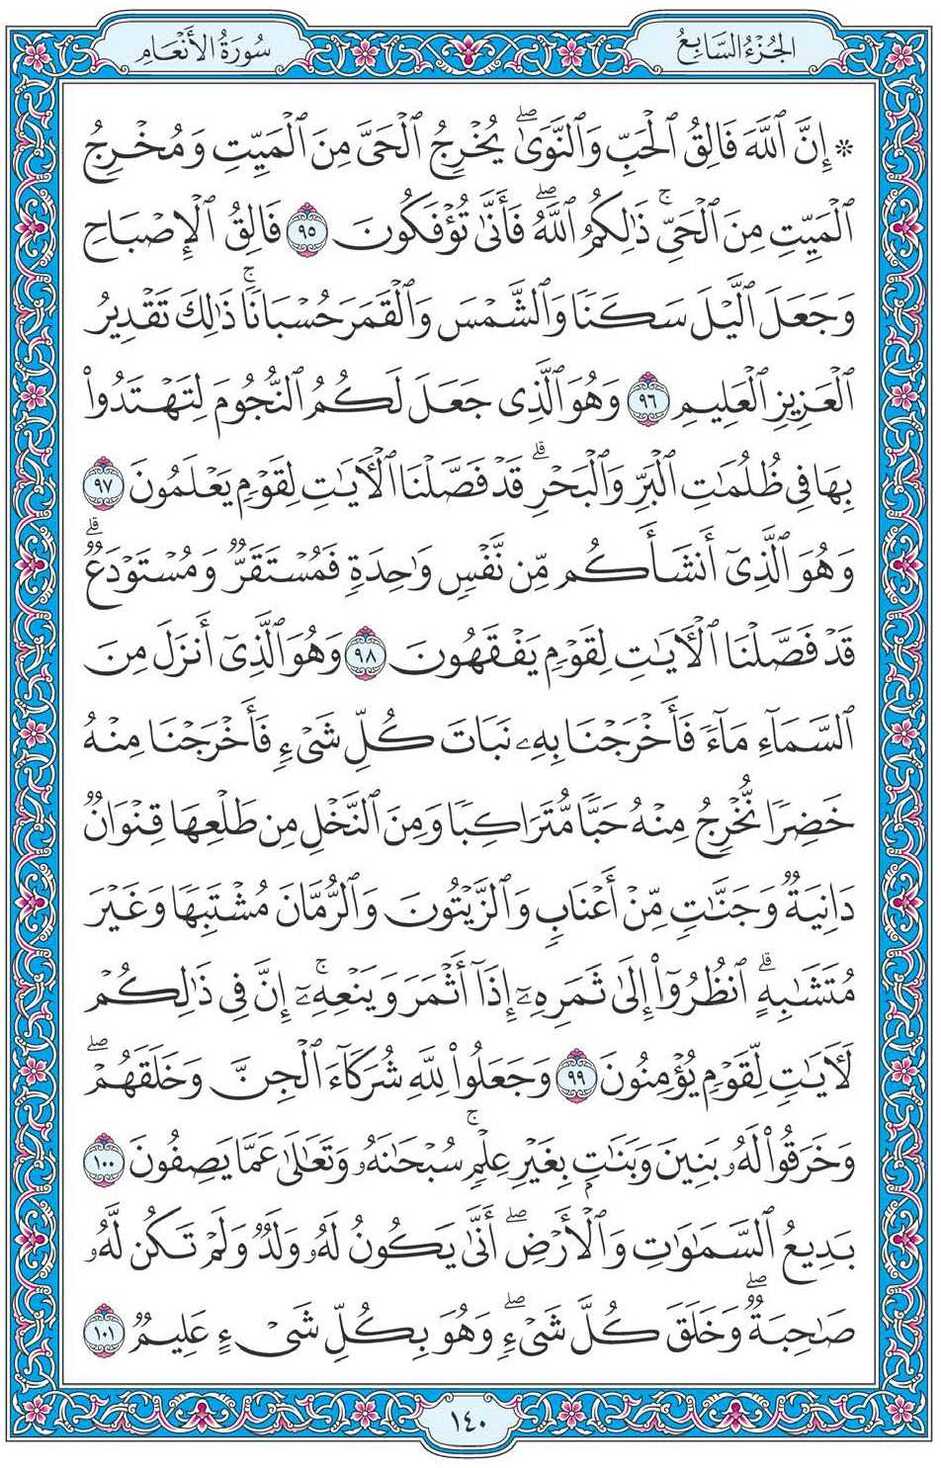 الجُزْءُ السَّابِعُ
سُورَةُ الأَنْعَامِ
۞ إِنَّ ٱللَّهَ فَالِقُ ٱلْحَبِّ وَٱلنَّوَىٰۖ يُخْرِجُ ٱلْحَىَّ مِنَ ٱلْمَيِّتِ وَمُخْرِجُ
ٱلْمَيِّتِ مِنَ ٱلْحَىِّۚ ذَٰلِكُمُ ٱللَّهُۖ فَأَنَّىٰ تُؤْفَكُونَ ٩٥ فَالِقُ ٱلْإِصْبَاحِ
وَجَعَلَ ٱلَّيْلَ سَكَنًا وَٱلشَّمْسَ وَٱلْقَمَرَ حُسْبَانًاۚ ذَٰلِكَ تَقْدِيرُ
ٱلْعَزِيزِ ٱلْعَلِيمِ ٩٦ وَهُوَ ٱلَّذِى جَعَلَ لَكُمُ ٱلنُّجُومَ لِتَهْتَدُوا۟
بِهَا فِى ظُلُمَٰتِ ٱلْبَرِّ وَٱلْبَحْرِۗ قَدْ فَصَّلْنَا ٱلْءَايَٰتِ لِقَوْمٍ يَعْلَمُونَ ٩٧
وَهُوَ ٱلَّذِىٓ أَنشَأَكُم مِّن نَّفْسٍ وَٰحِدَةٍ فَمُسْتَقَرٌّ وَمُسْتَوْدَعٌۗ
قَدْ فَصَّلْنَا ٱلْءَايَٰتِ لِقَوْمٍ يَفْقَهُونَ ٩٨ وَهُوَ ٱلَّذِىٓ أَنزَلَ مِنَ
ٱلسَّمَآءِ مَآءً فَأَخْرَجْنَا بِهِۦ نَبَاتَ كُلِّ شَىْءٍ فَأَخْرَجْنَا مِنْهُ
خَضِرًا نُّخْرِجُ مِنْهُ حَبًّا مُّتَرَاكِبًا وَمِنَ ٱلنَّخْلِ مِن طَلْعِهَا قِنْوَانٌ
دَانِيَةٌ وَجَنَّٰتٍ مِّنْ أَعْنَابٍ وَٱلزَّيْتُونَ وَٱلرُّمَّانَ مُشْتَبِهًا وَغَيْرَ
مُتَشَٰبِهٍۗ ٱنظُرُوٓا۟ إِلَىٰ ثَمَرِهِۦٓ إِذَآ أَثْمَرَ وَيَنْعِهِۦٓۚ إِنَّ فِى ذَٰلِكُمْ
لَءَايَٰتٍ لِّقَوْمٍ يُؤْمِنُونَ ٩٩ وَجَعَلُوا۟ لِلَّهِ شُرَكَآءَ ٱلْجِنَّ وَخَلَقَهُمْۖ
وَخَرَقُوا۟ لَهُۥ بَنِينَ وَبَنَٰتٍۭ بِغَيْرِ عِلْمٍۚ سُبْحَٰنَهُۥ وَتَعَٰلَىٰ عَمَّا يَصِفُونَ ١٠٠
بَدِيعُ ٱلسَّمَٰوَٰتِ وَٱلْأَرْضِۖ أَنَّىٰ يَكُونُ لَهُۥ وَلَدٌ وَلَمْ تَكُن لَّهُۥ
صَٰحِبَةٌۖ وَخَلَقَ كُلَّ شَىْءٍۖ وَهُوَ بِكُلِّ شَىْءٍ عَلِيمٌ ١٠١
١٤٠